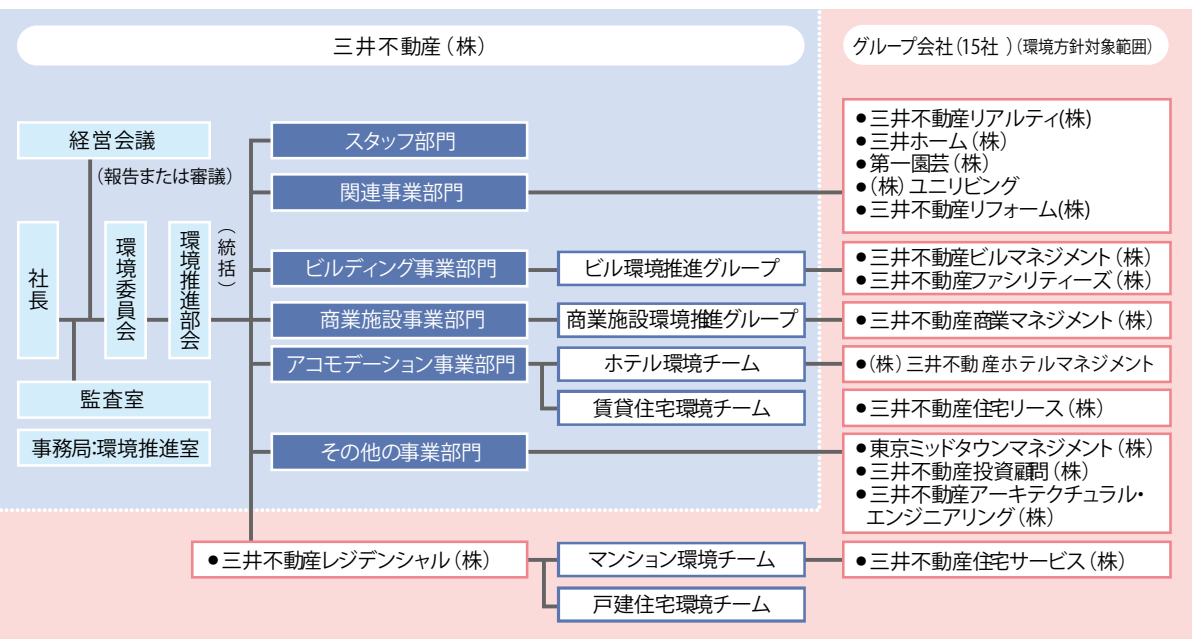 三井不動産(株)
グループ会社(15社)(環境方針対象範囲)
経営会議
(報告または審議)
社長
環境委員会
環境推進部会
(統括)
監査室
事務局:環境推進室
スタッフ部門
関連事業部門
ビルディング事業部門
商業施設事業部門
アコモデーション事業部門
その他の事業部門
ビル環境推進グループ
商業施設環境推進グループ
ホテル環境チーム
賃貸住宅環境チーム
●三井不動産リアルティ(株)
●三井ホーム(株)
●第一園芸(株)
●(株)ユニリビング
●三井不動産リフォーム(株)
●三井不動産ビルマネジメント(株)
●三井不動産ファシリティーズ(株)
●三井不動産商業マネジメント(株)
●(株)三井不動産ホテルマネジメント
●三井不動産住宅リース(株)
●東京ミッドタウンマネジメント(株)
●三井不動産投資顧問(株)
●三井不動産アーキテクチュラル・
エンジニアリング(株)
●三井不動産レジデンシャル(株)
マンション環境チーム
戸建住宅環境チーム
●三井不動産住宅サービス(株)